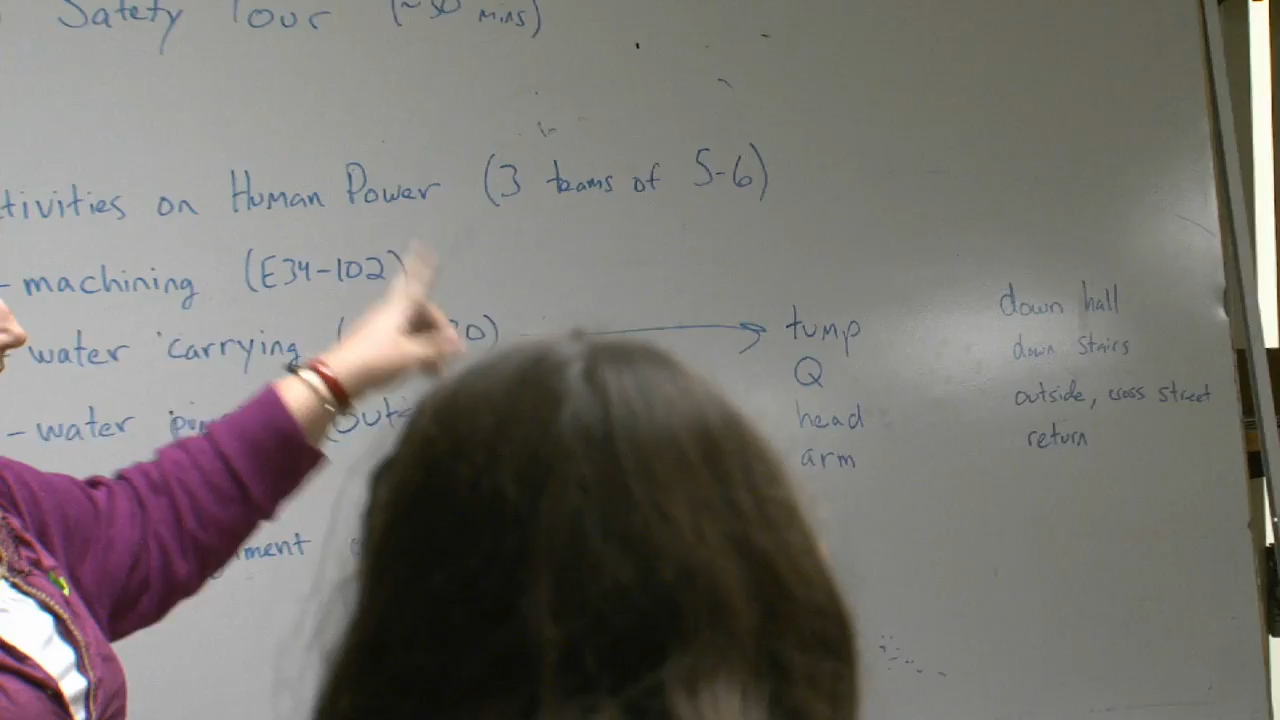 Safety Tour (~30 mins)
tivities on Human Power (3 teams of 5-6)
- machining (E34-102)
water carrying ( 30) → tump
Q
head
arm
down hall
down stairs
outside, cross street
return
- water (outs
ment